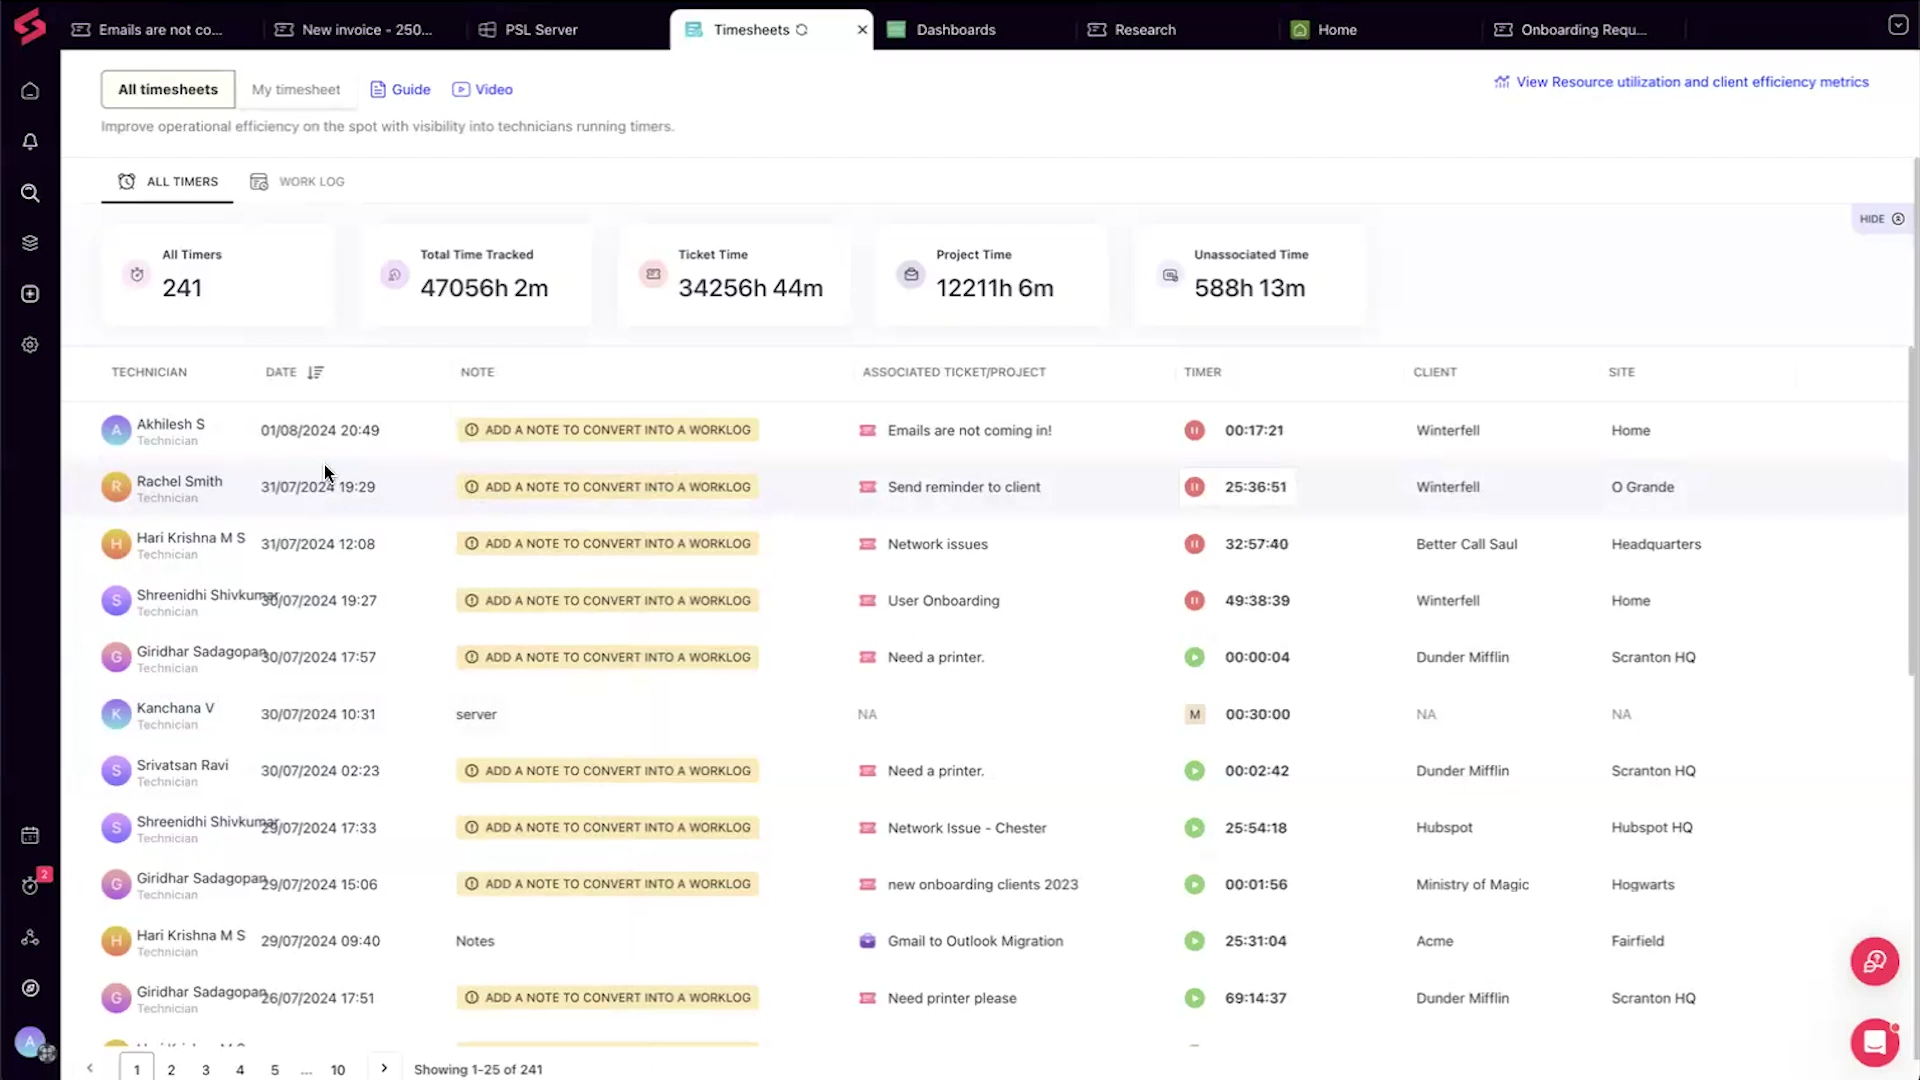 Emails are not co... New invoice - 250... PSL Server Timesheets Dashboards Research Home Onboarding Requ...
All timesheets My timesheet Guide Video View Resource utilization and client efficiency metrics
Improve operational efficiency on the spot with visibility into technicians running timers.
ALL TIMERS WORK LOG
HIDE
All Timers Total Time Tracked Ticket Time Project Time Unassociated Time
241 47056h 2m 34256h 44m 12211h 6m 588h 13m
TECHNICIAN DATE NOTE ASSOCIATED TICKET/PROJECT TIMER CLIENT SITE
A Akhilesh S 01/08/2024 20:49 ADD A NOTE TO CONVERT INTO A WORKLOG Emails are not coming in! 00:17:21 Winterfell Home
Technician
R Rachel Smith 31/07/2024 19:29 ADD A NOTE TO CONVERT INTO A WORKLOG Send reminder to client 25:36:51 Winterfell O Grande
Technician
H Hari Krishna M S 31/07/2024 12:08 ADD A NOTE TO CONVERT INTO A WORKLOG Network issues 32:57:40 Better Call Saul Headquarters
Technician
S Shreenidhi Shivkumar 30/07/2024 19:27 ADD A NOTE TO CONVERT INTO A WORKLOG User Onboarding 49:38:39 Winterfell Home
Technician
G Giridhar Sadagopan 30/07/2024 17:57 ADD A NOTE TO CONVERT INTO A WORKLOG Need a printer. 00:00:04 Dunder Mifflin Scranton HQ
Technician
K Kanchana V 30/07/2024 10:31 server NA M 00:30:00 NA NA
Technician
S Srivatsan Ravi 30/07/2024 02:23 ADD A NOTE TO CONVERT INTO A WORKLOG Need a printer. 00:02:42 Dunder Mifflin Scranton HQ
Technician
S Shreenidhi Shivkumar 29/07/2024 17:33 ADD A NOTE TO CONVERT INTO A WORKLOG Network Issue - Chester 25:54:18 Hubspot Hubspot HQ
Technician
G Giridhar Sadagopan 29/07/2024 15:06 ADD A NOTE TO CONVERT INTO A WORKLOG new onboarding clients 2023 00:01:56 Ministry of Magic Hogwarts
Technician
H Hari Krishna M S 29/07/2024 09:40 Notes Gmail to Outlook Migration 25:31:04 Acme Fairfield
Technician
G Giridhar Sadagopan 26/07/2024 17:51 ADD A NOTE TO CONVERT INTO A WORKLOG Need printer please 69:14:37 Dunder Mifflin Scranton HQ
Technician
2
A
1 2 3 4 5 ... 10 Showing 1-25 of 241